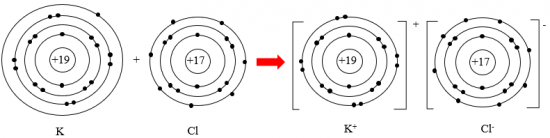 +19 + +17 +19 + +17 -
K Cl K⁺ Cl⁻